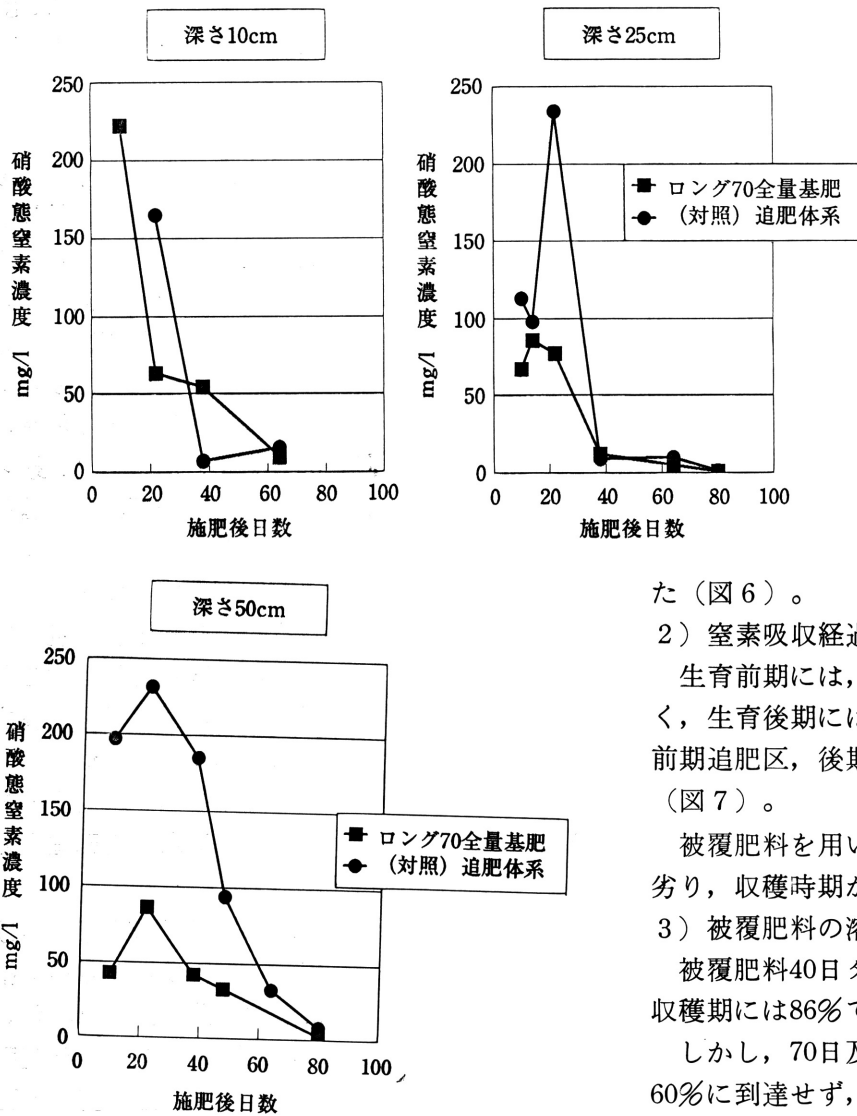 深さ10cm
硝酸態窒素濃度 mg/l
250
200
150
100
50
0
0 20 40 60 80 100
施肥後日数
深さ25cm
硝酸態窒素濃度 mg/l
250
200
150
100
50
0
0 20 40 60 80 100
施肥後日数
ロング70全量基肥
（対照）追肥体系
深さ50cm
硝酸態窒素濃度 mg/l
250
200
150
100
50
0
0 20 40 60 80 100
施肥後日数
ロング70全量基肥
（対照）追肥体系
た（図6）。
2）窒素吸収経過
生育前期には，
く，生育後期には
前期追肥区，後期
（図7）。
被覆肥料を用い
劣り，収穫時期が
3）被覆肥料の溶
被覆肥料40日タ
収穫期には86%で
しかし，70日及
60%に到達せず，